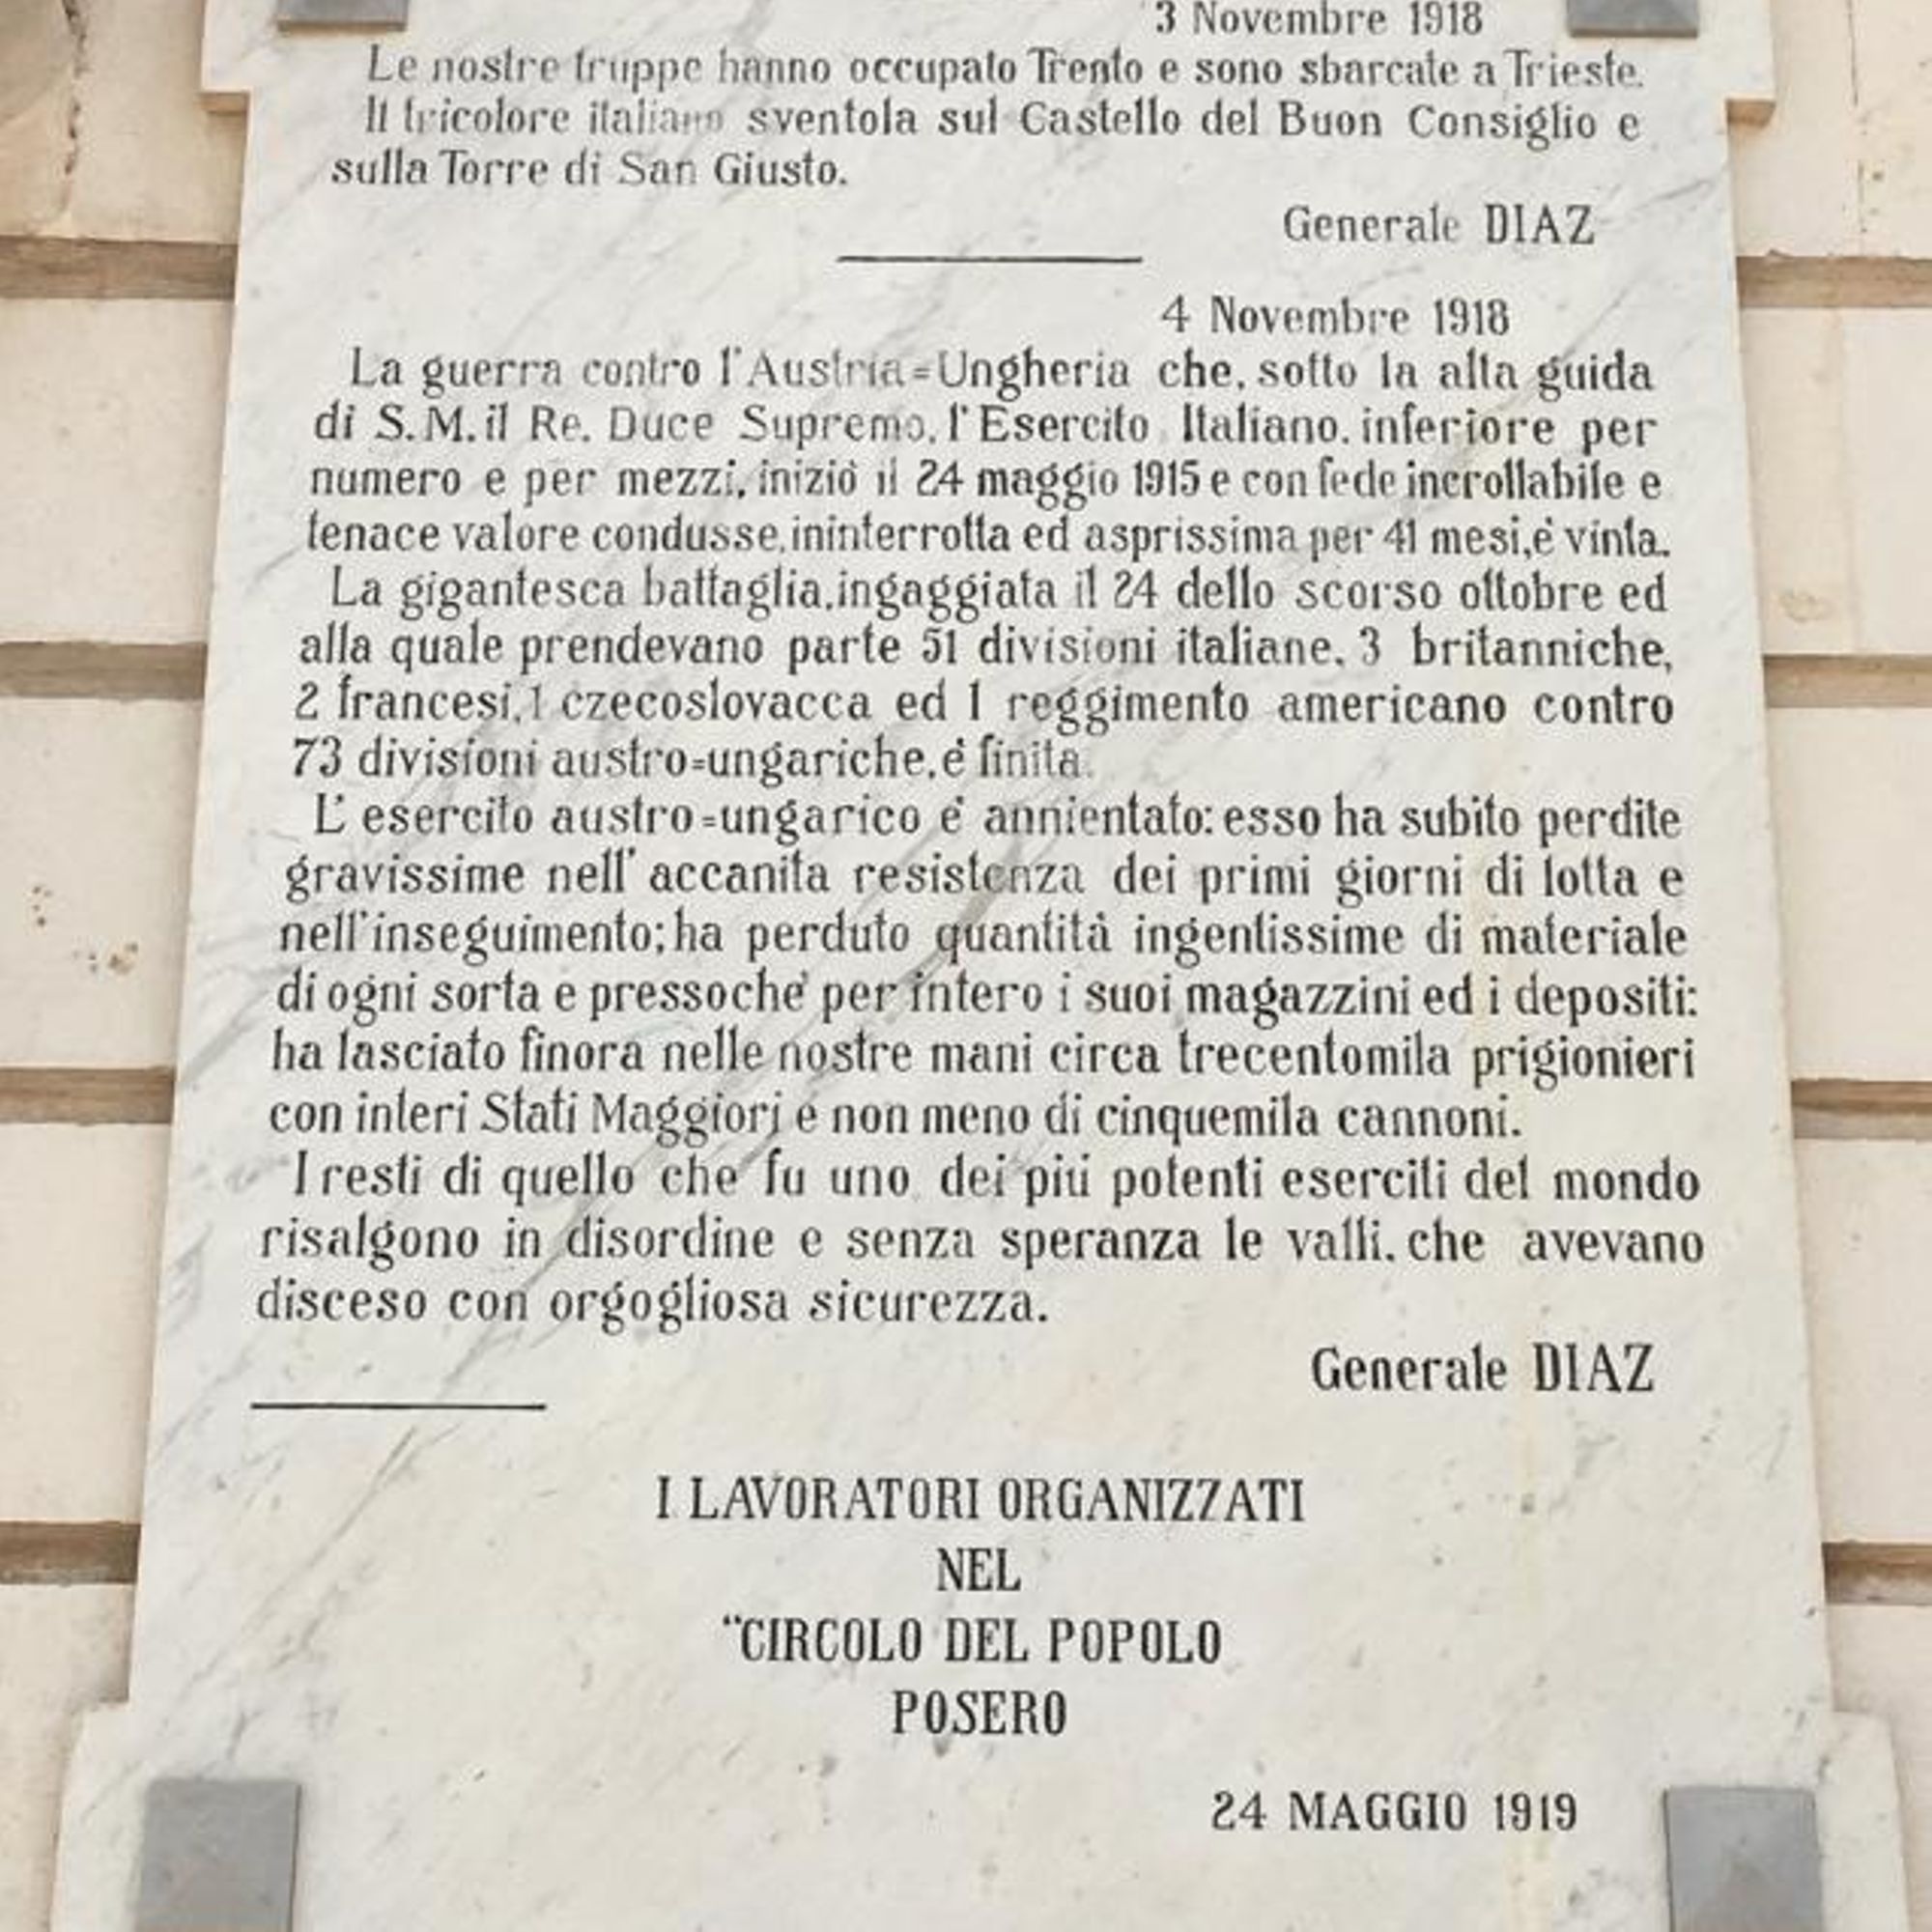 3 Novembre 1918
Le nostre truppe hanno occupato Trento e sono sbarcate a Trieste.
Il tricolore italiano sventola sul Castello del Buon Consiglio e
sulla Torre di San Giusto.
Generale DIAZ
4 Novembre 1918
La guerra contro l'Austria=Ungheria che, sotto la alta guida
di S.M. il Re, Duce Supremo, l'Esercito Italiano, inferiore per
numero e per mezzi, iniziò il 24 maggio 1915 e con fede incrollabile e
tenace valore condusse, ininterrotta ed asprissima per 41 mesi, è vinta.
La gigantesca battaglia, ingaggiata il 24 dello scorso ottobre ed
alla quale prendevano parte 51 divisioni italiane, 3 britanniche,
2 francesi, 1 czecoslovacca ed 1 reggimento americano contro
73 divisioni austro=ungariche, è finita.
L' esercito austro=ungarico è annientato: esso ha subito perdite
gravissime nell' accanita resistenza dei primi giorni di lotta e
nell'inseguimento; ha perduto quantità ingentissime di materiale
di ogni sorta e pressochè per intero i suoi magazzini ed i depositi:
ha lasciato finora nelle nostre mani circa trecentomila prigionieri
con interi Stati Maggiori e non meno di cinquemila cannoni.
I resti di quello che fu uno dei più potenti eserciti del mondo
risalgono in disordine e senza speranza le valli, che avevano
disceso con orgogliosa sicurezza.
Generale DIAZ
I LAVORATORI ORGANIZZATI
NEL
“CIRCOLO DEL POPOLO
POSERO
24 MAGGIO 1919